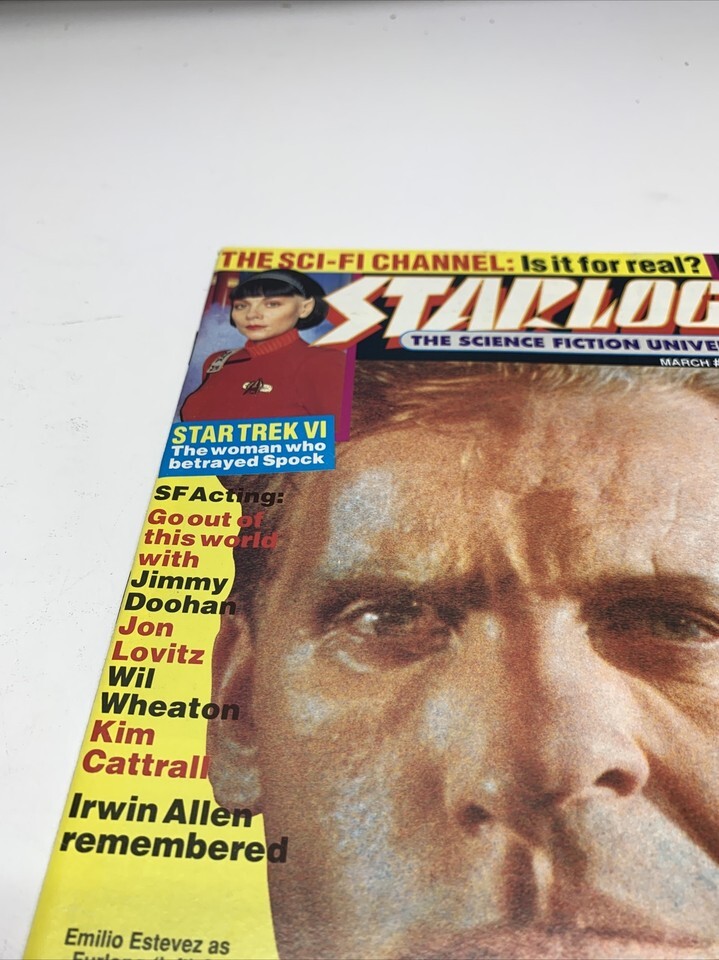 THE SCI-FI CHANNEL: Is it for real?
STARLOG
THE SCIENCE FICTION UNIVE
MARCH #
STAR TREK VI
The woman who
betrayed Spock
SF Acting:
Go out of
this world
with
Jimmy
Doohan
Jon
Lovitz
Wil
Wheaton
Kim
Cattrall
Irwin Allen
remembered
Emilio Estevez as